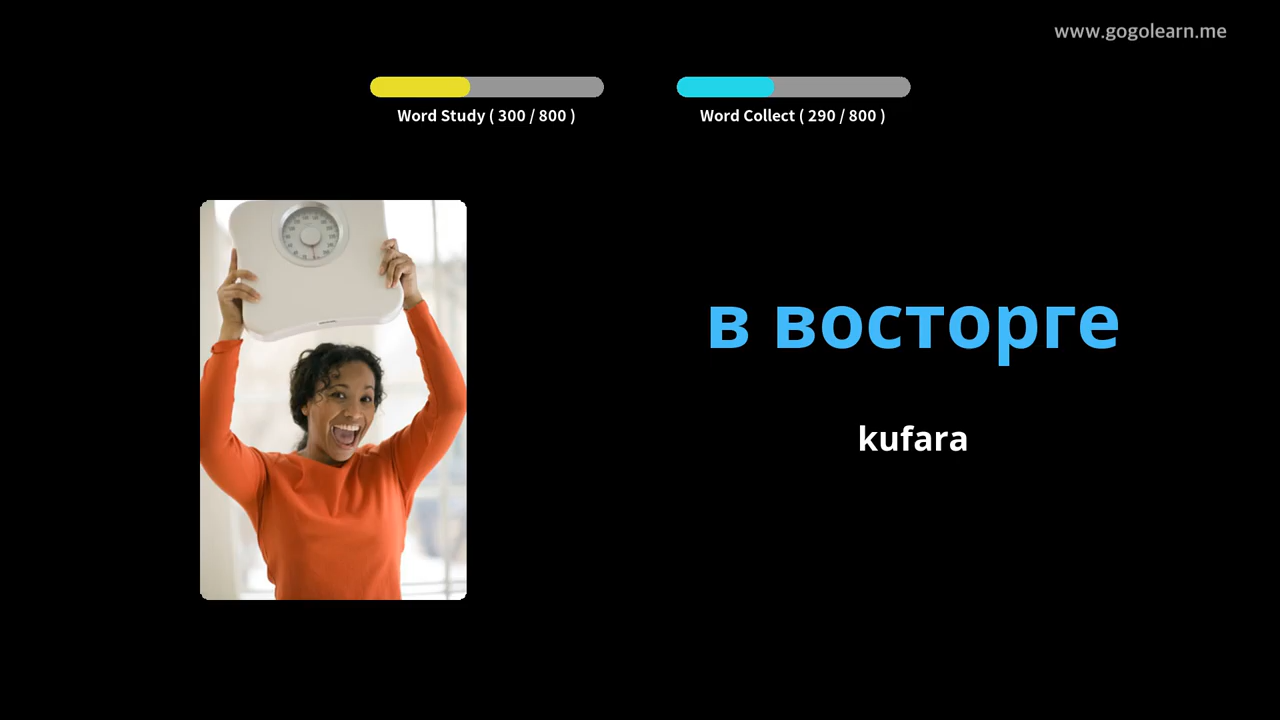 www.gogolearn.me
Word Study ( 300 / 800 )
Word Collect ( 290 / 800 )
в восторге
kufara